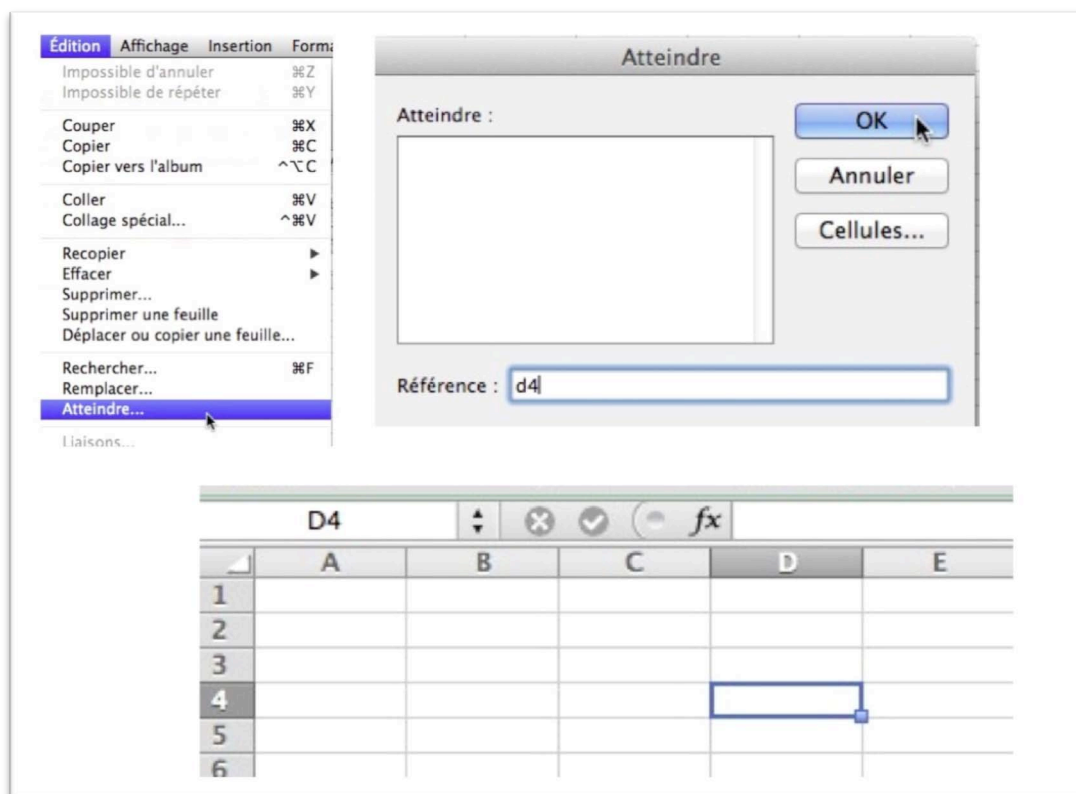 Édition Affichage Insertion Forma
Impossible d'annuler ⌘Z
Impossible de répéter ⌘Y
Couper ⌘X
Copier ⌘C
Copier vers l'album ^⌥C
Coller ⌘V
Collage spécial... ^⌘V
Recopier ▶
Effacer ▶
Supprimer...
Supprimer une feuille
Déplacer ou copier une feuille...
Rechercher... ⌘F
Remplacer...
Atteindre...
Liaisons...
Atteindre
Atteindre :
OK
Annuler
Cellules...
Référence : d4
D4 fx
A B C D E
1
2
3
4
5
6